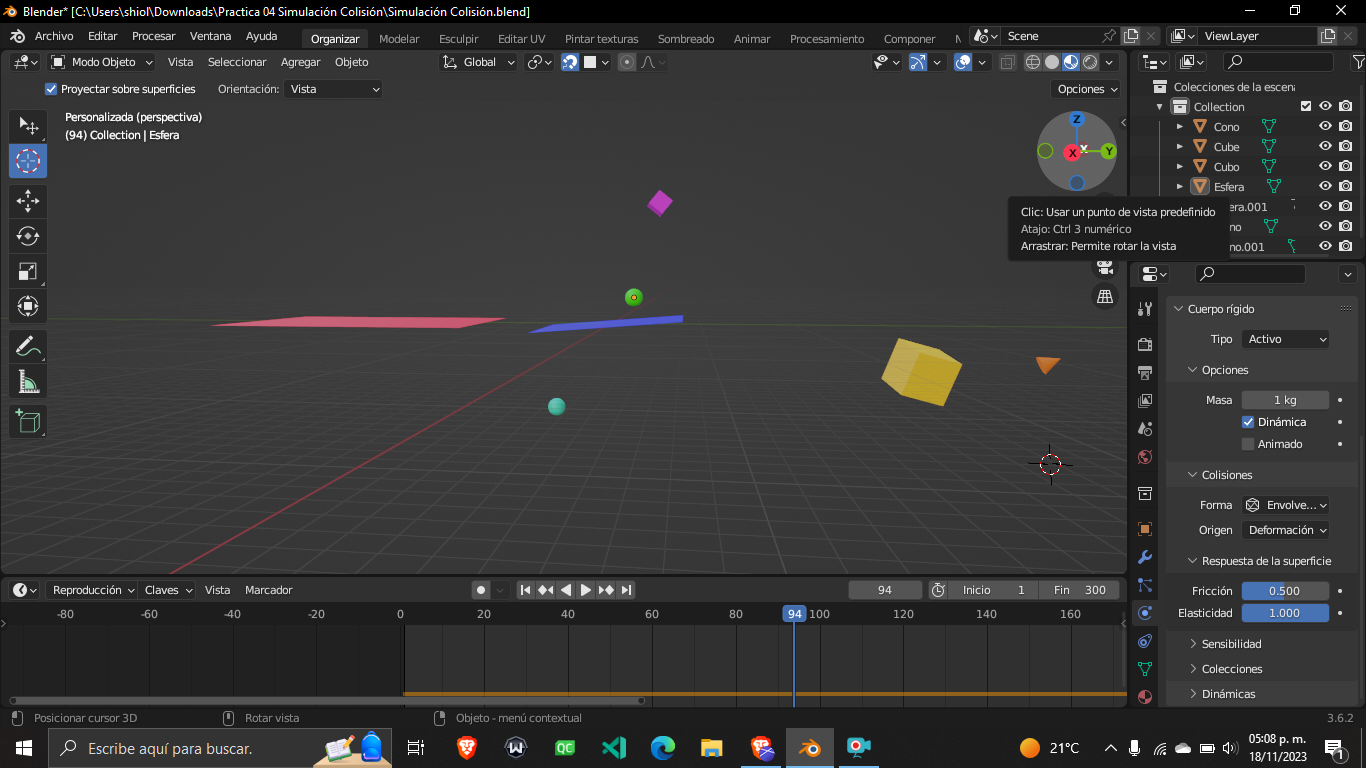 Blender* [C:\Users\shiol\Downloads\Practica 04 Simulación Colisión\Simulación Colisión.blend]
Archivo Editar Procesar Ventana Ayuda Organizar Modelar Esculpir Edición UV Pintar texturas Sombreado Animar Procesamiento Componer Scene ViewLayer
Modo Objeto Vista Seleccionar Agregar Objeto Global
Proyectar sobre superficies Orientación: Vista Opciones
Personalizada (perspectiva)
(94) Collection | Esfera
Z
X Y
X
Clic: Usar un punto de vista predefinido
Atajo: Ctrl 3 numérico
Arrastrar: Permite rotar la vista
Colecciones de la escena
Collection
Cono
Cube
Cubo
Esfera
era.001
no
no.001
Cuerpo rígido
Tipo Activo
Opciones
Masa 1 kg
Dinámica
Animado
Colisiones
Forma Envolve...
Origen Deformación
Respuesta de la superficie
Fricción 0.500
Elasticidad 1.000
Sensibilidad
Colecciones
Dinámicas
Reproducción Claves Vista Marcador 94 Inicio 1 Fin 300
-80 -60 -40 -20 0 20 40 60 80 94 100 120 140 160
Posicionar cursor 3D Rotar vista Objeto - menú contextual 3.6.2
Escribe aquí para buscar. QC 21°C 05:08 p. m.
18/11/2023 1